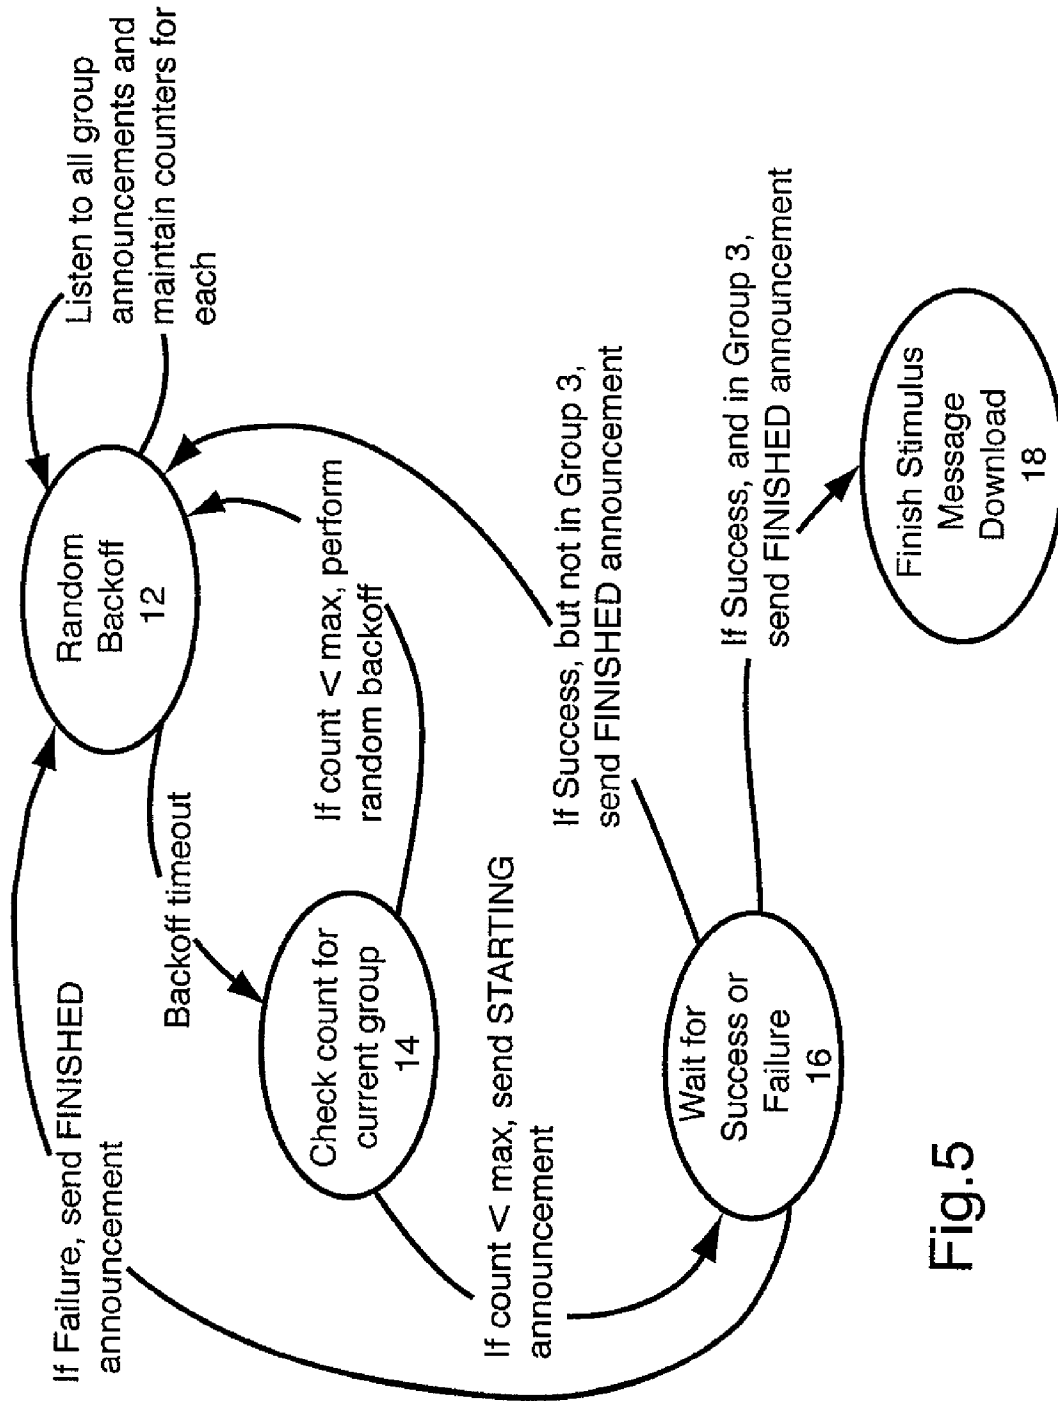 If Failure, send FINISHED
announcement
Random
Backoff
12
Listen to all group
announcements and
maintain counters for
each
Backoff timeout
Check count for
current group
14
If count < max, perform
random backoff
If count < max, send STARTING
announcement
Wait for
Success or
Failure
16
If Success, but not in Group 3,
send FINISHED announcement
If Success, and in Group 3,
send FINISHED announcement
Finish Stimulus
Message
Download
18
Fig.5